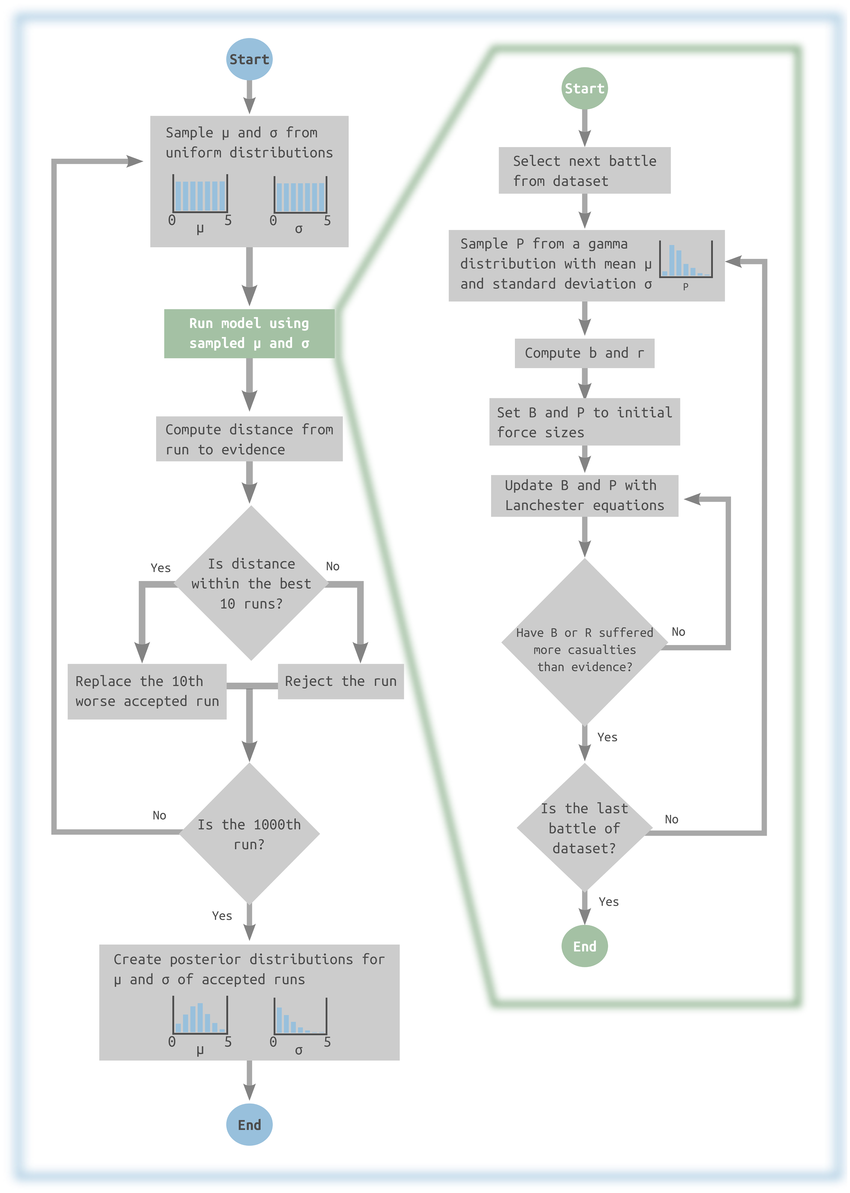 Start
Sample μ and σ from
uniform distributions
0 5
μ
0 5
σ
Run model using
sampled μ and σ
Compute distance from
run to evidence
Is distance
within the best
10 runs?
Yes
No
Replace the 10th
worse accepted run
Reject the run
Is the 1000th
run?
No
Yes
Create posterior distributions for
μ and σ of accepted runs
0 5
μ
0 5
σ
End
Start
Select next battle
from dataset
Sample P from a gamma
distribution with mean μ
and standard deviation σ
P
Compute b and r
Set B and P to initial
force sizes
Update B and P with
Lanchester equations
Have B or R suffered
more casualties
than evidence?
No
Yes
Is the last
battle of
dataset?
No
Yes
End